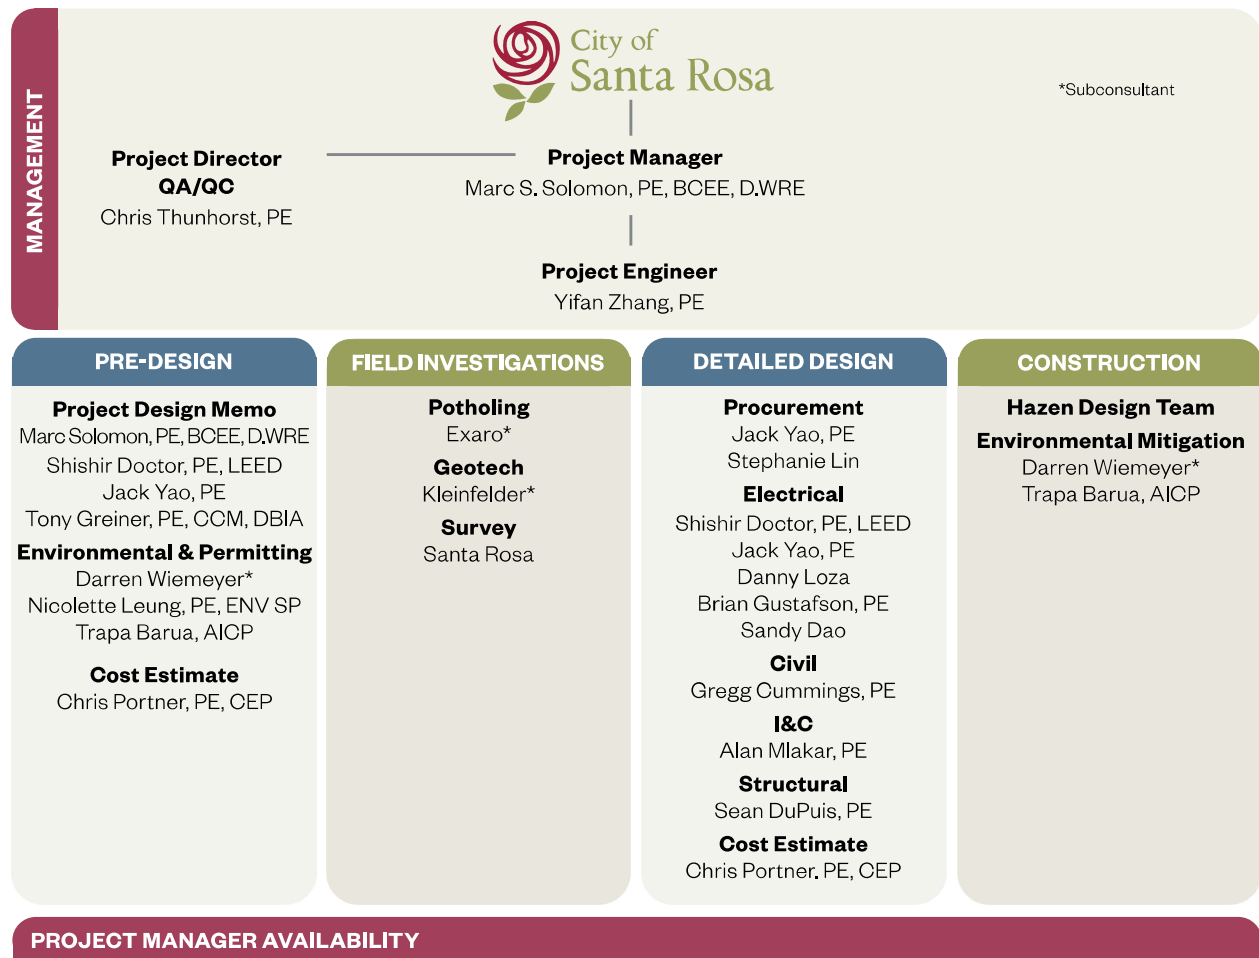 MANAGEMENT
City of
Santa Rosa
*Subconsultant
Project Director
QA/QC
Chris Thunhorst, PE
Project Manager
Marc S. Solomon, PE, BCEE, D.WRE
Project Engineer
Yifan Zhang, PE
PRE-DESIGN
Project Design Memo
Marc Solomon, PE, BCEE, D.WRE
Shishir Doctor, PE, LEED
Jack Yao, PE
Tony Greiner, PE, CCM, DBIA
Environmental & Permitting
Darren Wiemeyer*
Nicolette Leung, PE, ENV SP
Trapa Barua, AICP
Cost Estimate
Chris Portner, PE, CEP
FIELD INVESTIGATIONS
Potholing
Exaro*
Geotech
Kleinfelder*
Survey
Santa Rosa
DETAILED DESIGN
Procurement
Jack Yao, PE
Stephanie Lin
Electrical
Shishir Doctor, PE, LEED
Jack Yao, PE
Danny Loza
Brian Gustafson, PE
Sandy Dao
Civil
Gregg Cummings, PE
I&C
Alan Mlakar, PE
Structural
Sean DuPuis, PE
Cost Estimate
Chris Portner. PE, CEP
CONSTRUCTION
Hazen Design Team
Environmental Mitigation
Darren Wiemeyer*
Trapa Barua, AICP
PROJECT MANAGER AVAILABILITY